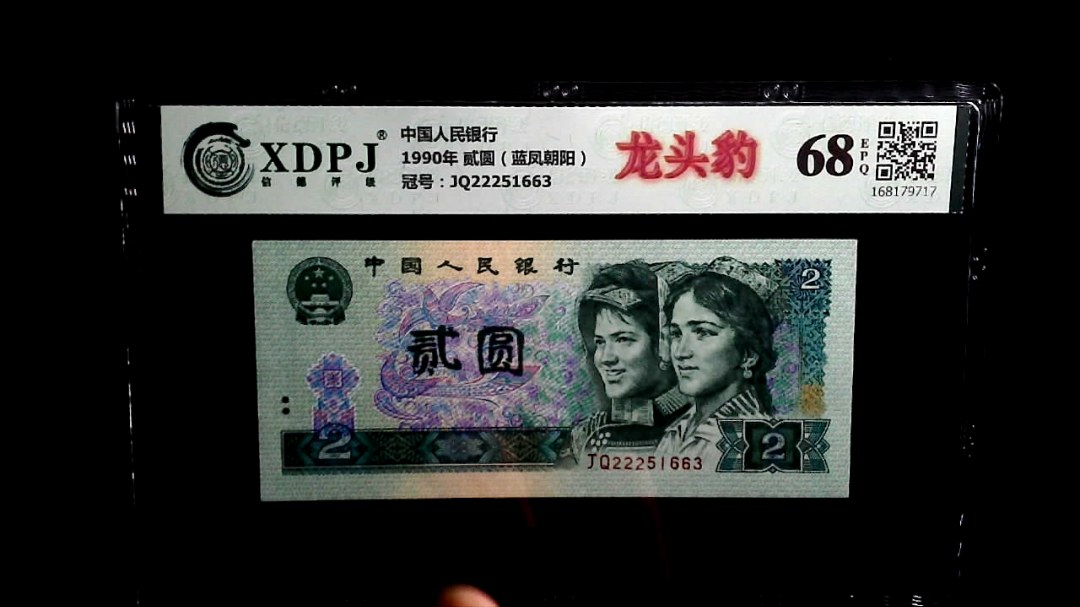 XDPJ®
信德评级
中国人民银行
1990年 贰圆（蓝凤朝阳）
冠号：JQ22251663
龙头豹
68
EPQ
168179717
中国人民银行
2
贰圆
2
JQ22251663
2